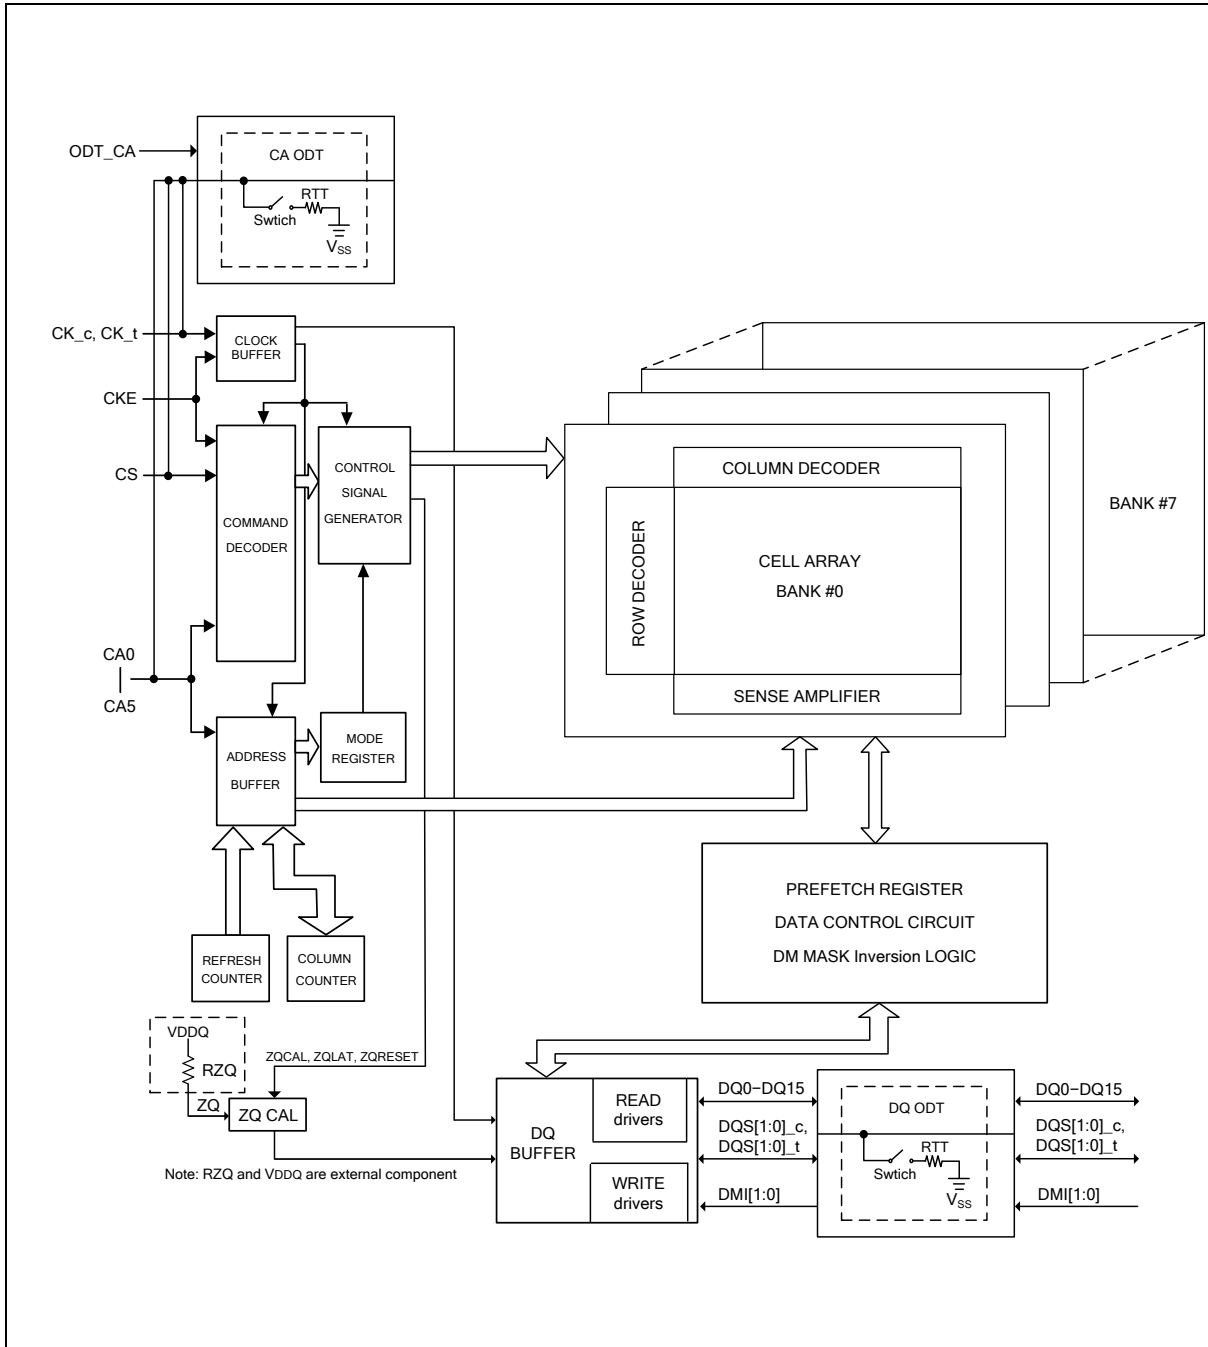 ODT_CA
CA ODT
RTT
Swtich
VSS
CK_c, CK_t
CLOCK
BUFFER
CKE
CS
COMMAND
DECODER
CONTROL
SIGNAL
GENERATOR
COLUMN DECODER
ROW DECODER
CELL ARRAY
BANK #0
SENSE AMPLIFIER
BANK #7
CA0
CA5
ADDRESS
BUFFER
MODE
REGISTER
REFRESH
COUNTER
COLUMN
COUNTER
PREFETCH REGISTER
DATA CONTROL CIRCUIT
DM MASK Inversion LOGIC
VDDQ
RZQ
ZQ
ZQ CAL
ZQCAL, ZQLAT, ZQRESET
Note: RZQ and VDDQ are external component
DQ
BUFFER
READ
drivers
WRITE
drivers
DQ0−DQ15
DQS[1:0]_c,
DQS[1:0]_t
DMI[1:0]
DQ ODT
RTT
Swtich
VSS
DQ0−DQ15
DQS[1:0]_c,
DQS[1:0]_t
DMI[1:0]